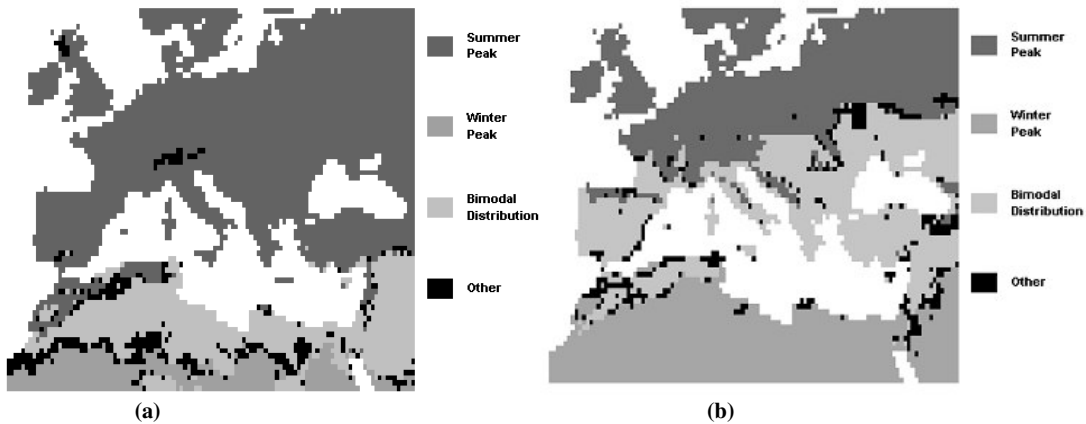 Summer
Peak
Winter
Peak
Bimodal
Distribution
Other
(a)
Summer
Peak
Winter
Peak
Bimodal
Distribution
Other
(b)